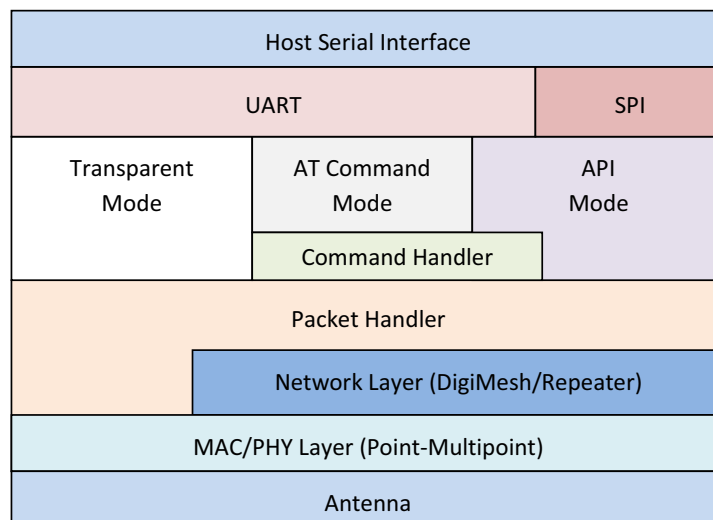 Host Serial Interface
UART
SPI
Transparent
Mode
AT Command
Mode
API
Mode
Command Handler
Packet Handler
Network Layer (DigiMesh/Repeater)
MAC/PHY Layer (Point-Multipoint)
Antenna